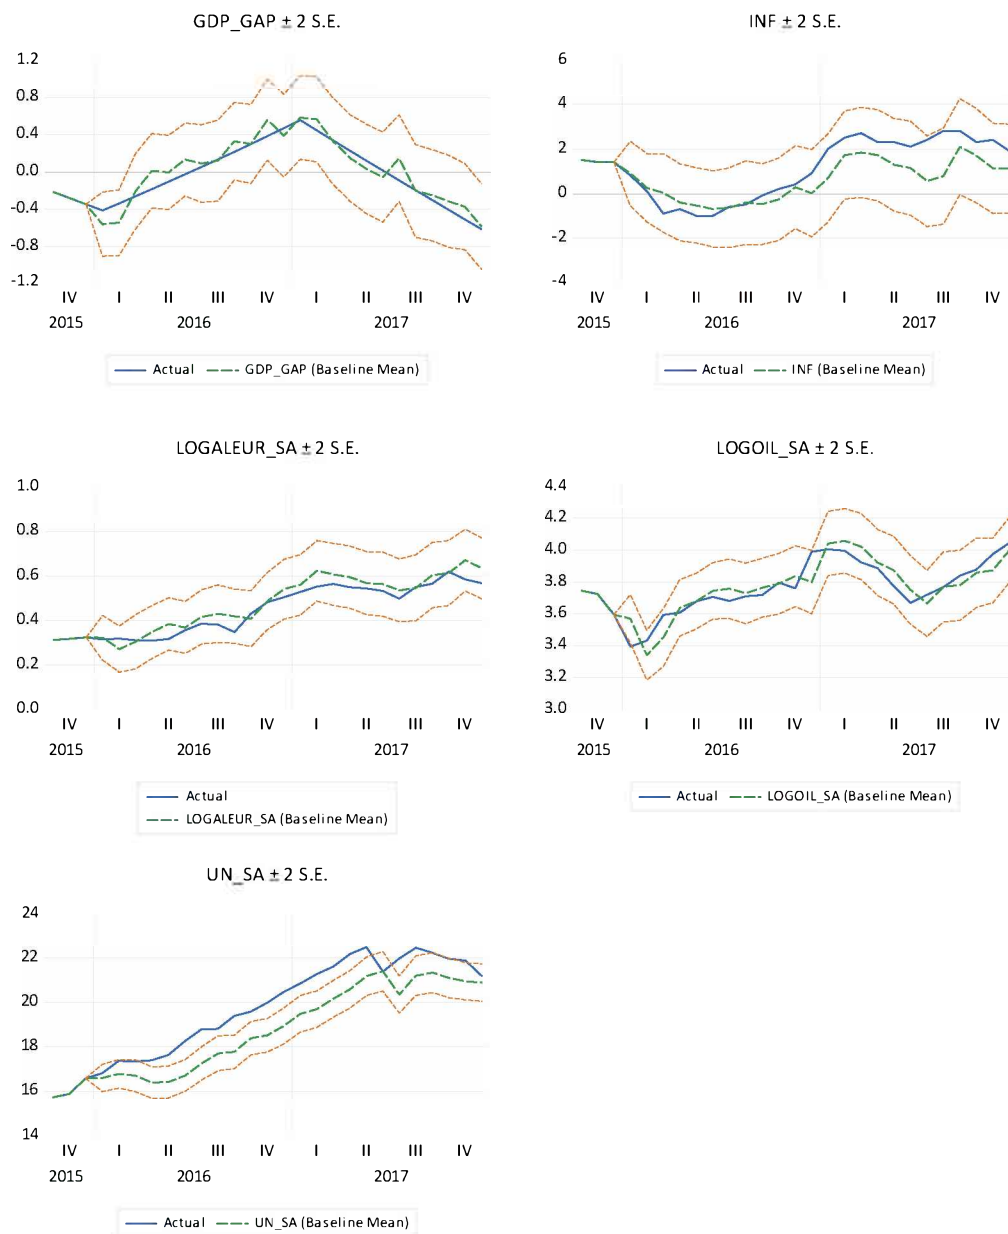 GDP_GAP ± 2 S.E.
1.2
0.8
0.4
0.0
-0.4
-0.8
-1.2
IV I II III IV I II III IV
2015 2016 2017
Actual GDP_GAP (Baseline Mean)
INF ± 2 S.E.
6
4
2
0
-2
-4
IV I II III IV I II III IV
2015 2016 2017
Actual INF (Baseline Mean)
LOGALEUR_SA ± 2 S.E.
1.0
0.8
0.6
0.4
0.2
0.0
IV I II III IV I II III IV
2015 2016 2017
Actual
LOGALEUR_SA (Baseline Mean)
LOGOIL_SA ± 2 S.E.
4.4
4.2
4.0
3.8
3.6
3.4
3.2
3.0
IV I II III IV I II III IV
2015 2016 2017
Actual LOGOIL_SA (Baseline Mean)
UN_SA ± 2 S.E.
24
22
20
18
16
14
IV I II III IV I II III IV
2015 2016 2017
Actual UN_SA (Baseline Mean)